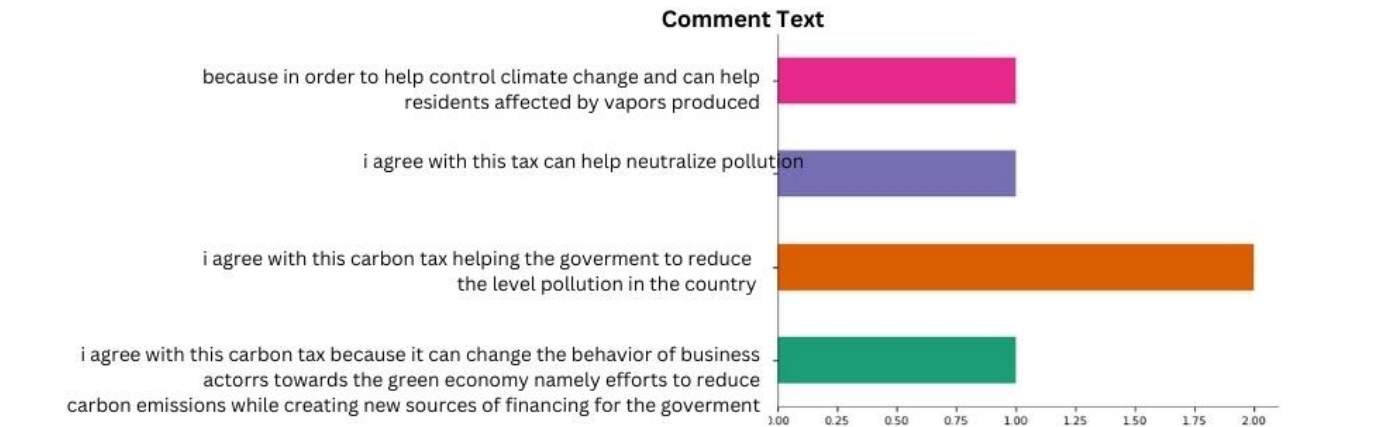 Comment Text
because in order to help control climate change and can help
residents affected by vapors produced
i agree with this tax can help neutralize pollution
i agree with this carbon tax helping the goverment to reduce
the level pollution in the country
i agree with this carbon tax because it can change the behavior of business
actorrs towards the green economy namely efforts to reduce
carbon emissions while creating new sources of financing for the goverment
0.00 0.25 0.50 0.75 1.00 1.25 1.50 1.75 2.00